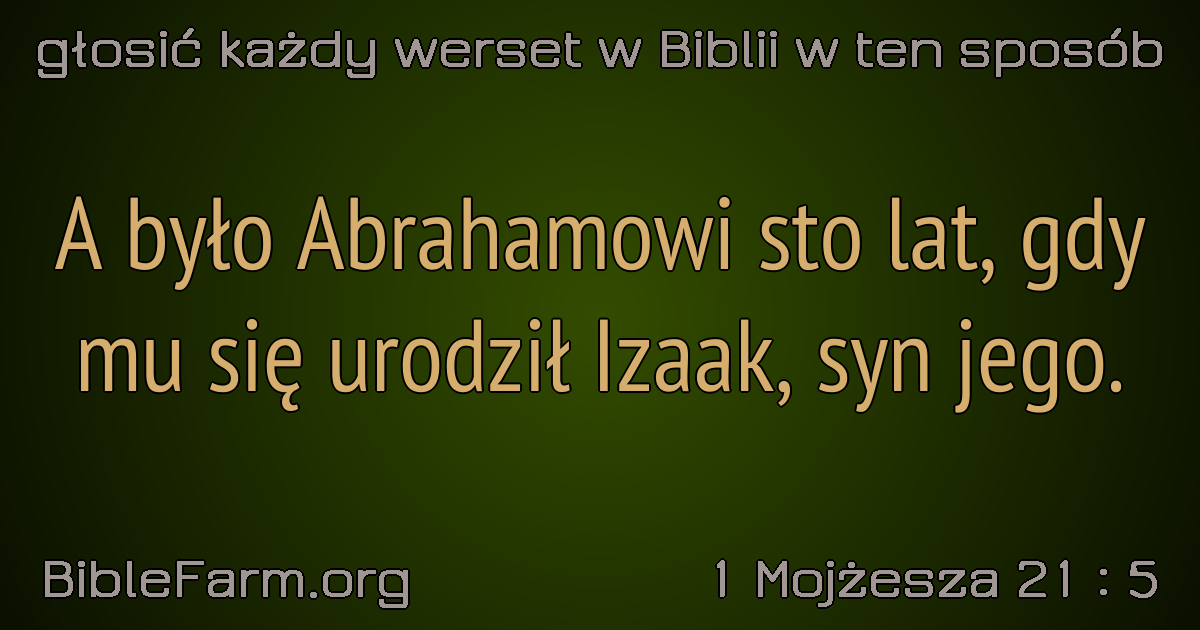 głosić każdy werset w Biblii w ten sposób
A było Abrahamowi sto lat, gdy
mu się urodził Izaak, syn jego.
BibleFarm.org
1 Mojżesza 21 : 5